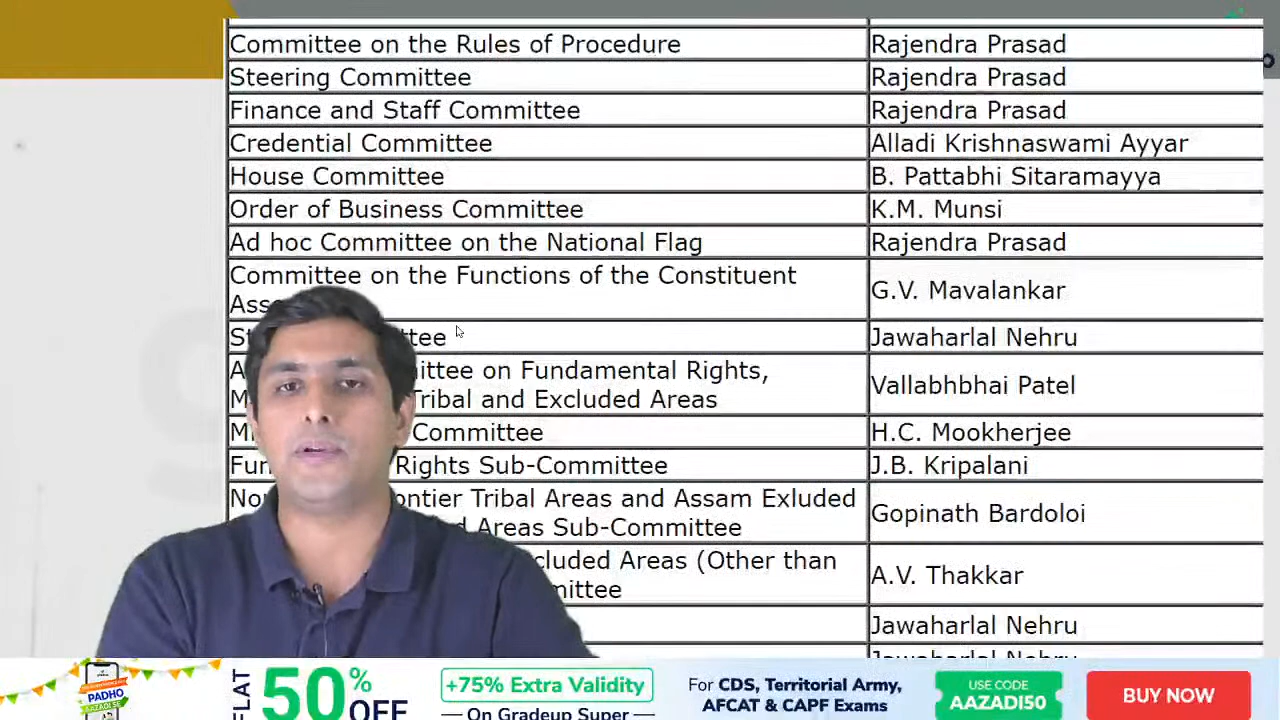 Committee on the Rules of Procedure Rajendra Prasad
Steering Committee Rajendra Prasad
Finance and Staff Committee Rajendra Prasad
Credential Committee Alladi Krishnaswami Ayyar
House Committee B. Pattabhi Sitaramayya
Order of Business Committee K.M. Munsi
Ad hoc Committee on the National Flag Rajendra Prasad
Committee on the Functions of the Constituent
G.V. Mavalankar
Jawaharlal Nehru
on Fundamental Rights,
Tribal and Excluded Areas
Vallabhbhai Patel
Committee H.C. Mookherjee
Rights Sub-Committee J.B. Kripalani
Tribal Areas and Assam Exluded
Areas Sub-Committee
Gopinath Bardoloi
Areas (Other than
A.V. Thakkar
Jawaharlal Nehru
Jawaharlal Nehru
PADHO
AAZADI SE
FLAT 50% OFF
+75% Extra Validity
On Gradeup Super
For CDS, Territorial Army,
AFCAT & CAPF Exams
USE CODE
AAZADI50
BUY NOW